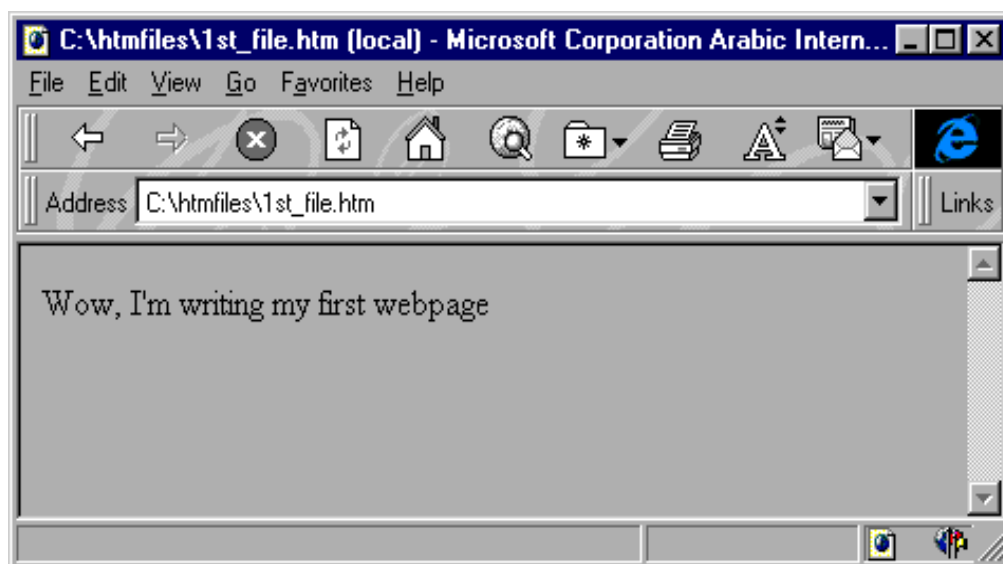 C:\htmfiles\1st_file.htm (local) - Microsoft Corporation Arabic Intern...
File Edit View Go Favorites Help
Address C:\htmfiles\1st_file.htm Links
Wow, I'm writing my first webpage